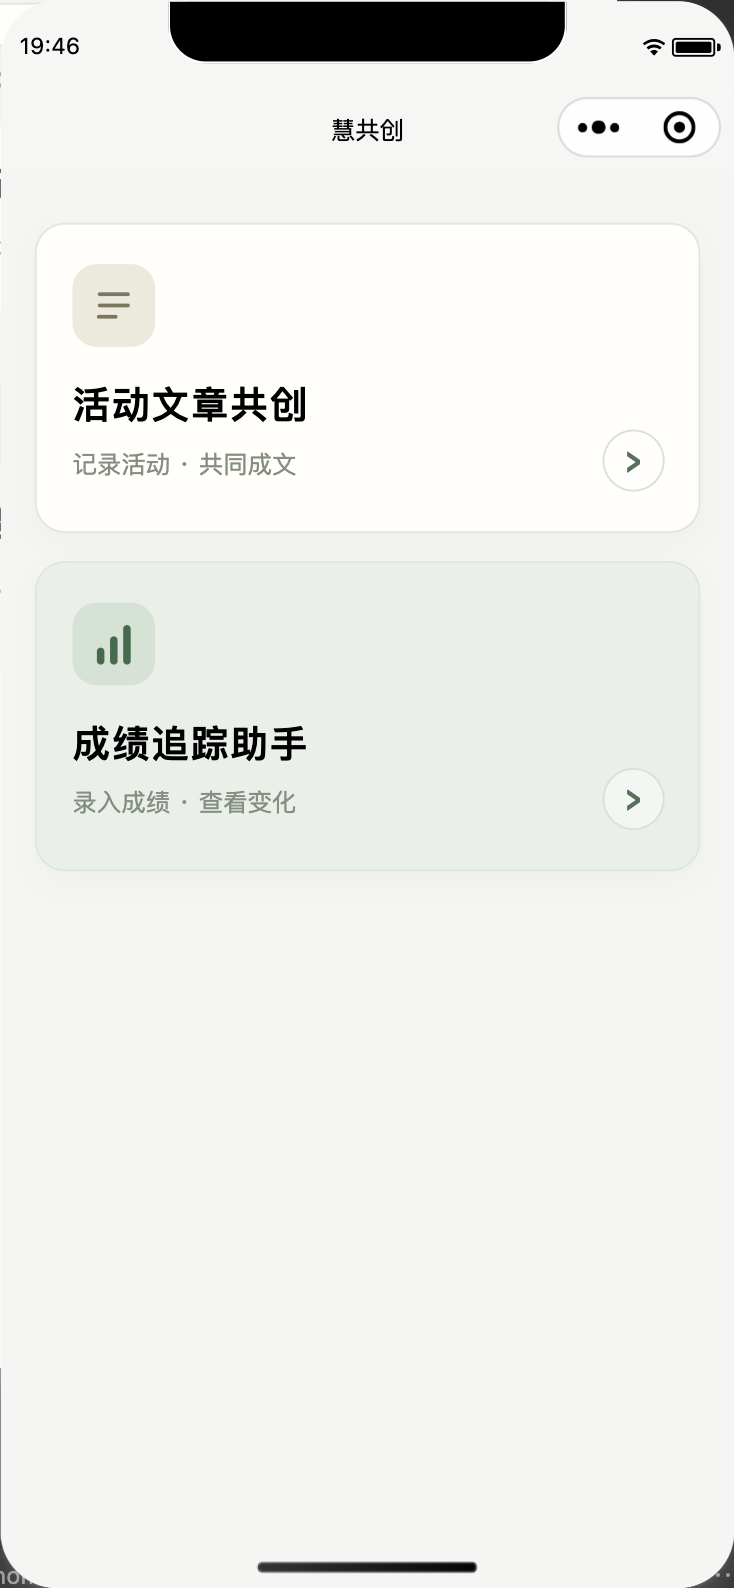 19:46
慧共创
活动文章共创
记录活动 · 共同成文
成绩追踪助手
录入成绩 · 查看变化